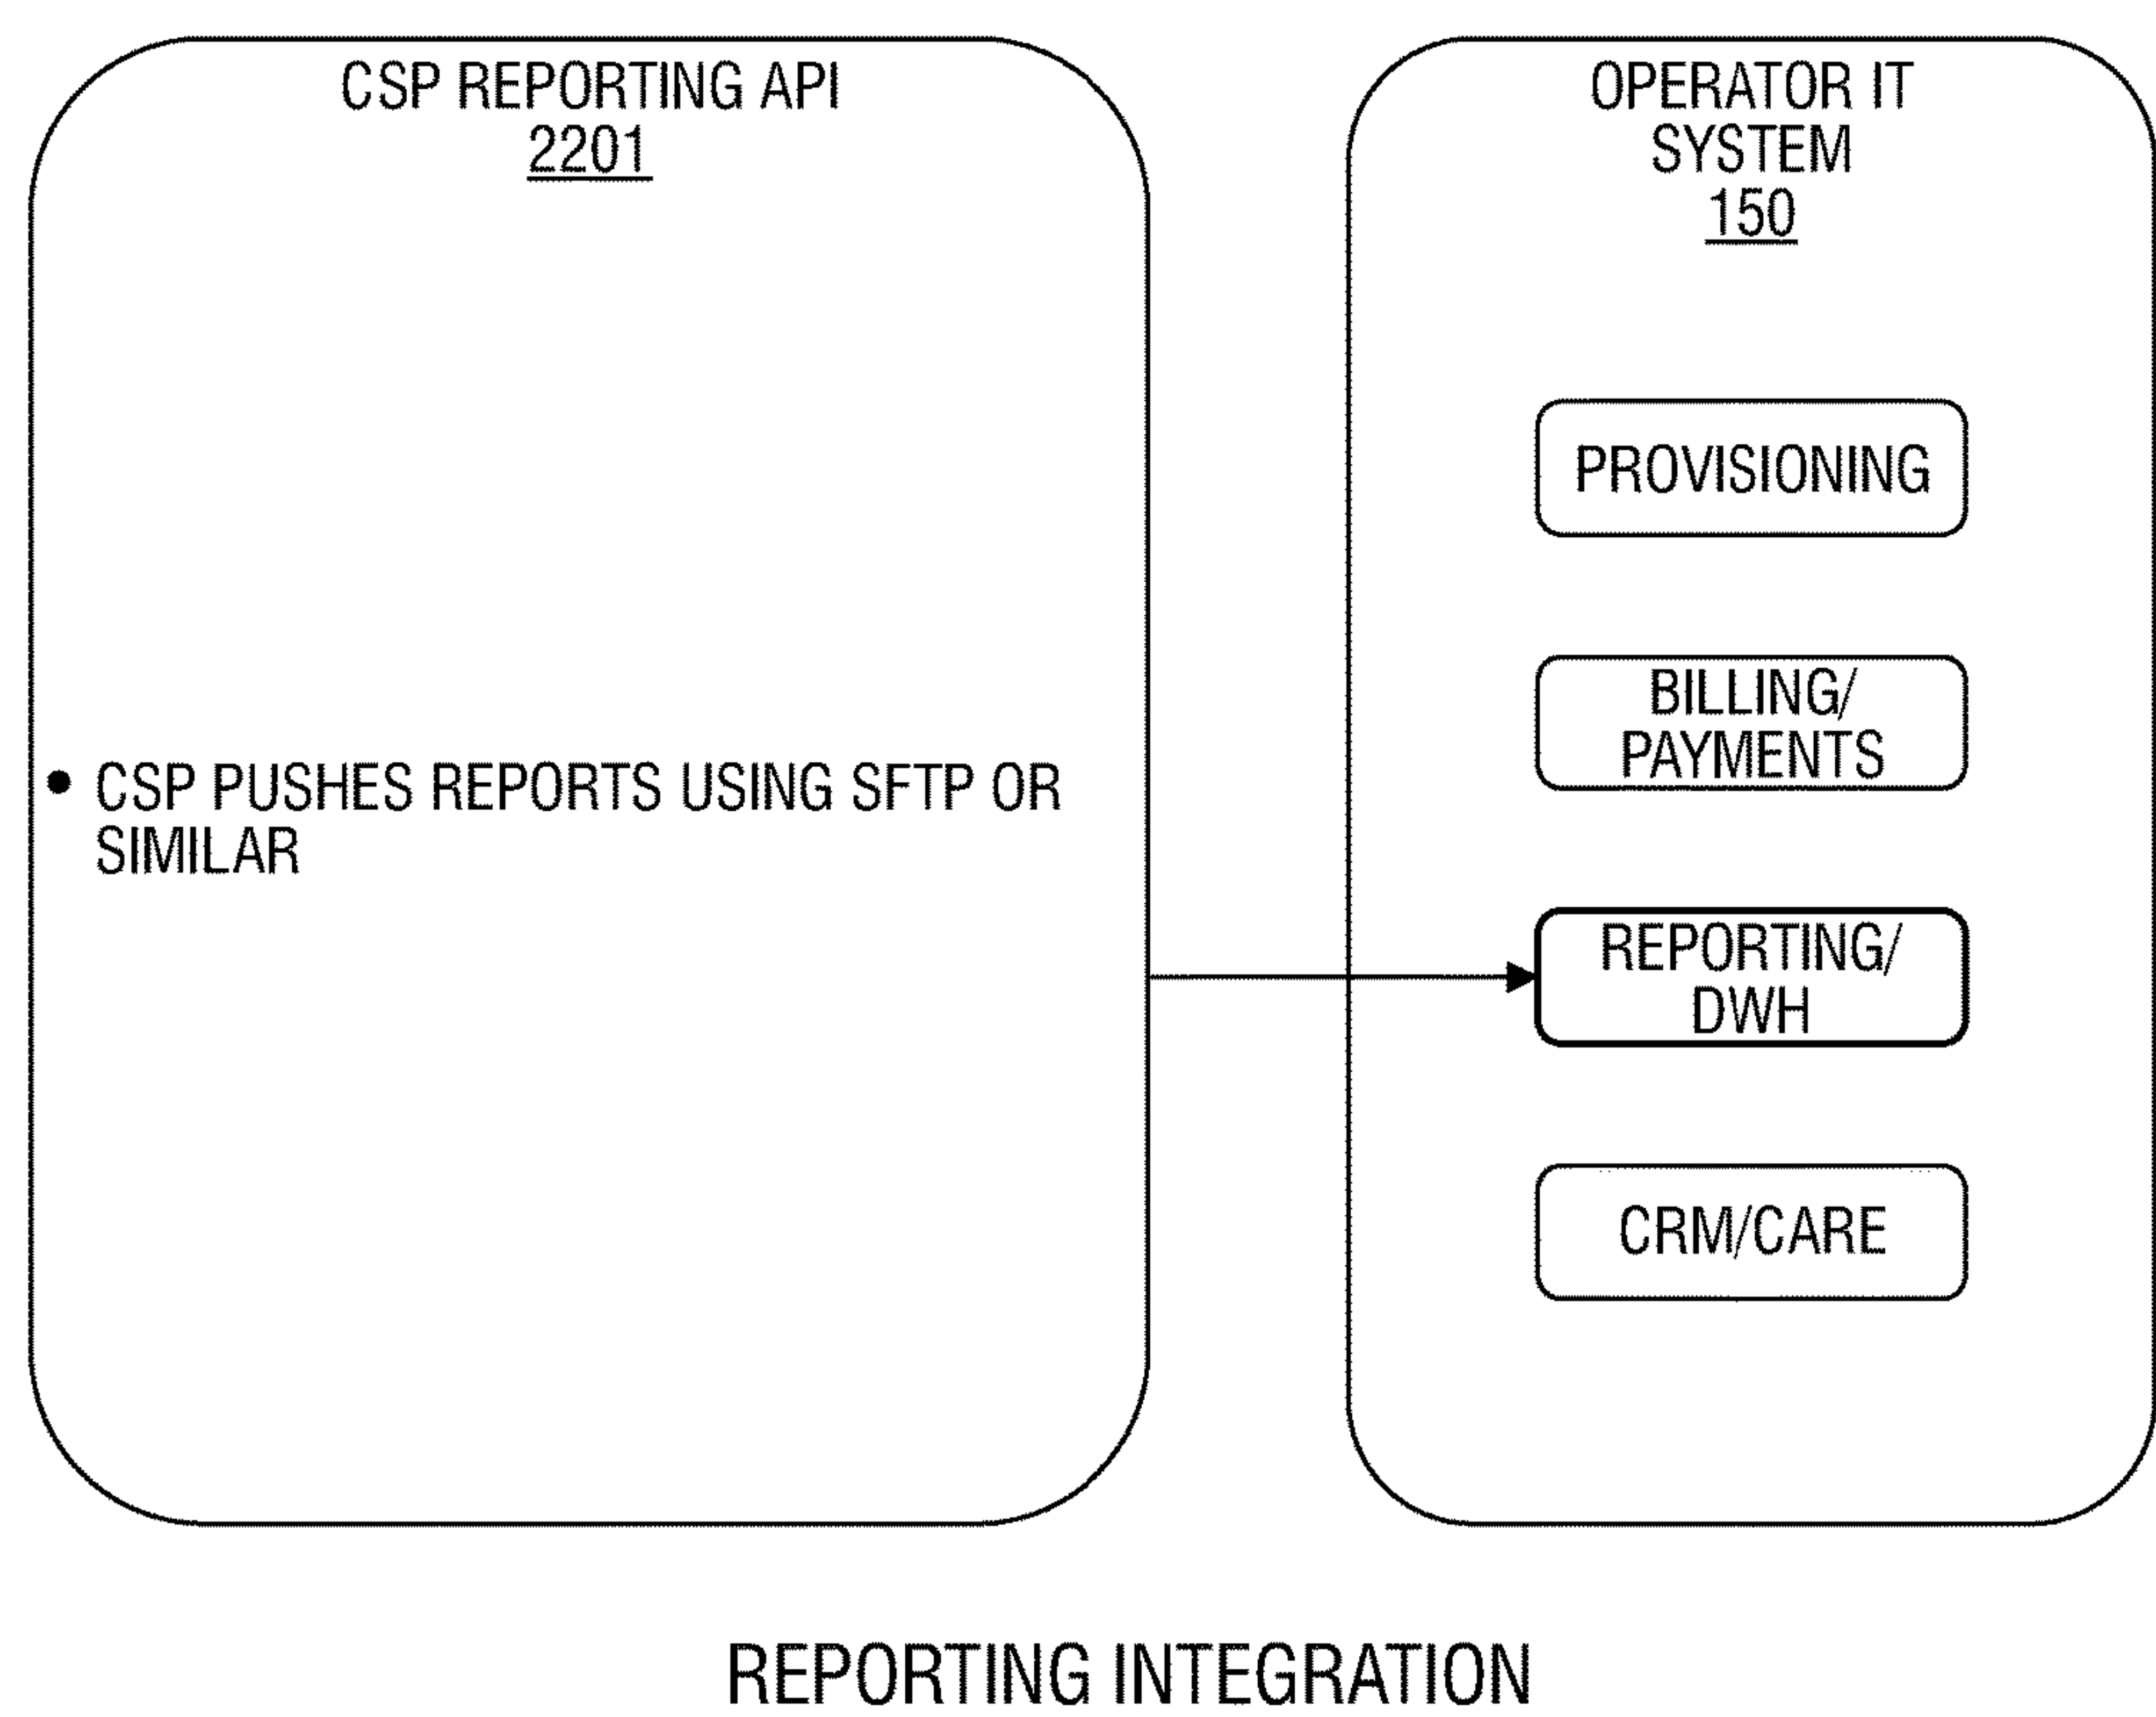 CSP REPORTING API
2201
• CSP PUSHES REPORTS USING SFTP OR
SIMILAR
OPERATOR IT
SYSTEM
150
PROVISIONING
BILLING/
PAYMENTS
REPORTING/
DWH
CRM/CARE
REPORTING INTEGRATION